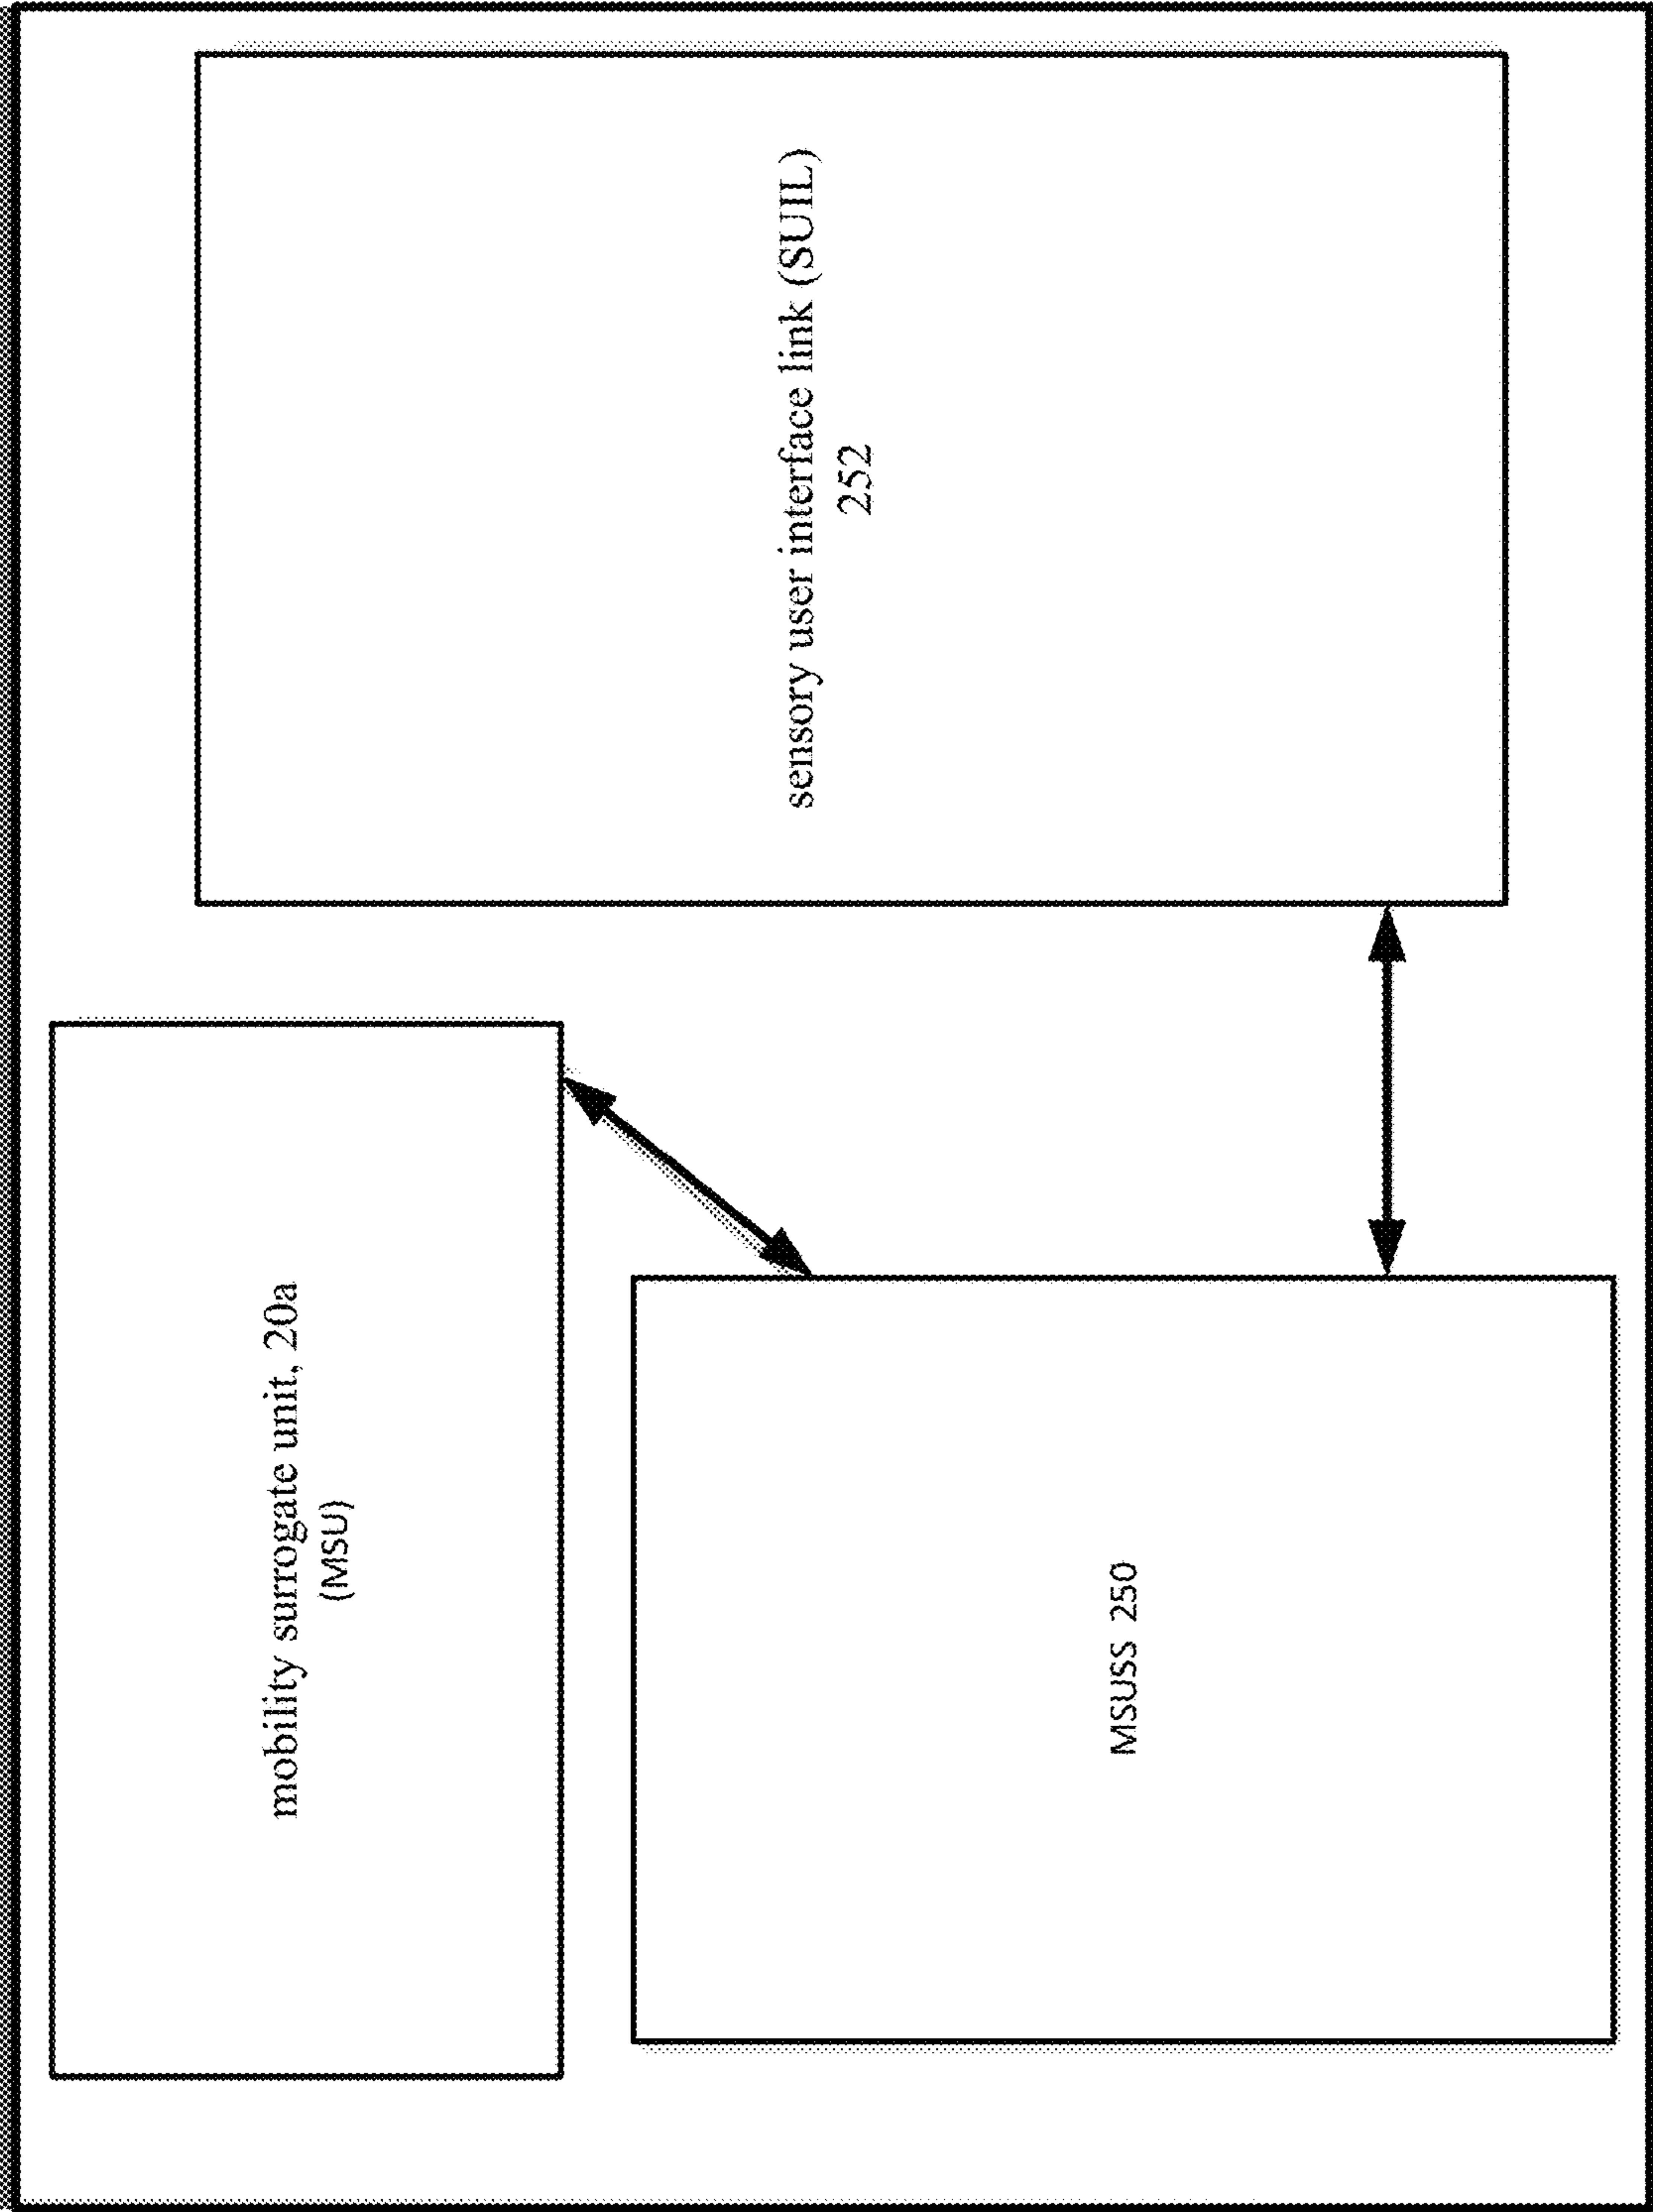 mobility surrogate unit, 20a
(MSU)
MSUSS 250
sensory user interface link (SUIL)
252